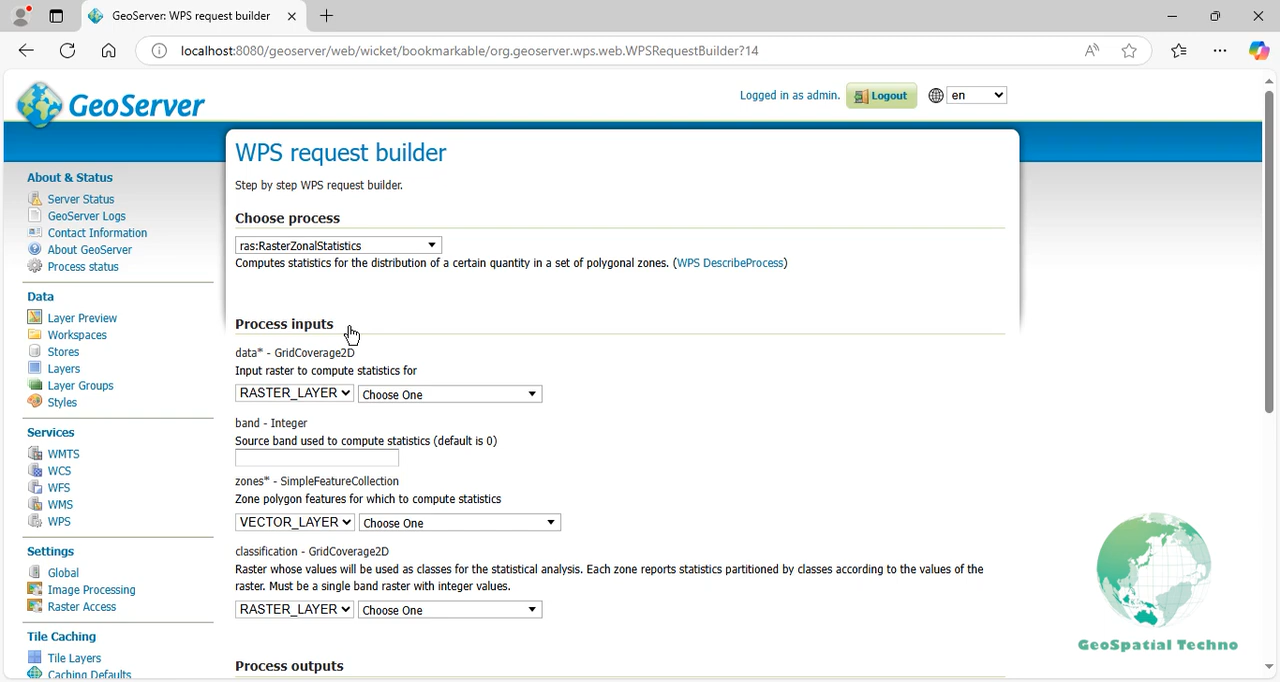 GeoServer: WPS request builder
localhost:8080/geoserver/web/wicket/bookmarkable/org.geoserver.wps.web.WPSRequestBuilder?14
GeoServer
Logged in as admin.
Logout
en
About & Status
Server Status
GeoServer Logs
Contact Information
About GeoServer
Process status
Data
Layer Preview
Workspaces
Stores
Layers
Layer Groups
Styles
Services
WMTS
WCS
WFS
WMS
WPS
Settings
Global
Image Processing
Raster Access
Tile Caching
Tile Layers
Caching Defaults
WPS request builder
Step by step WPS request builder.
Choose process
ras:RasterZonalStatistics
Computes statistics for the distribution of a certain quantity in a set of polygonal zones. (WPS DescribeProcess)
Process inputs
data* - GridCoverage2D
Input raster to compute statistics for
RASTER_LAYER Choose One
band - Integer
Source band used to compute statistics (default is 0)
zones* - SimpleFeatureCollection
Zone polygon features for which to compute statistics
VECTOR_LAYER Choose One
classification - GridCoverage2D
Raster whose values will be used as classes for the statistical analysis. Each zone reports statistics partitioned by classes according to the values of the
raster. Must be a single band raster with integer values.
RASTER_LAYER Choose One
Process outputs
GeoSpatial Techno